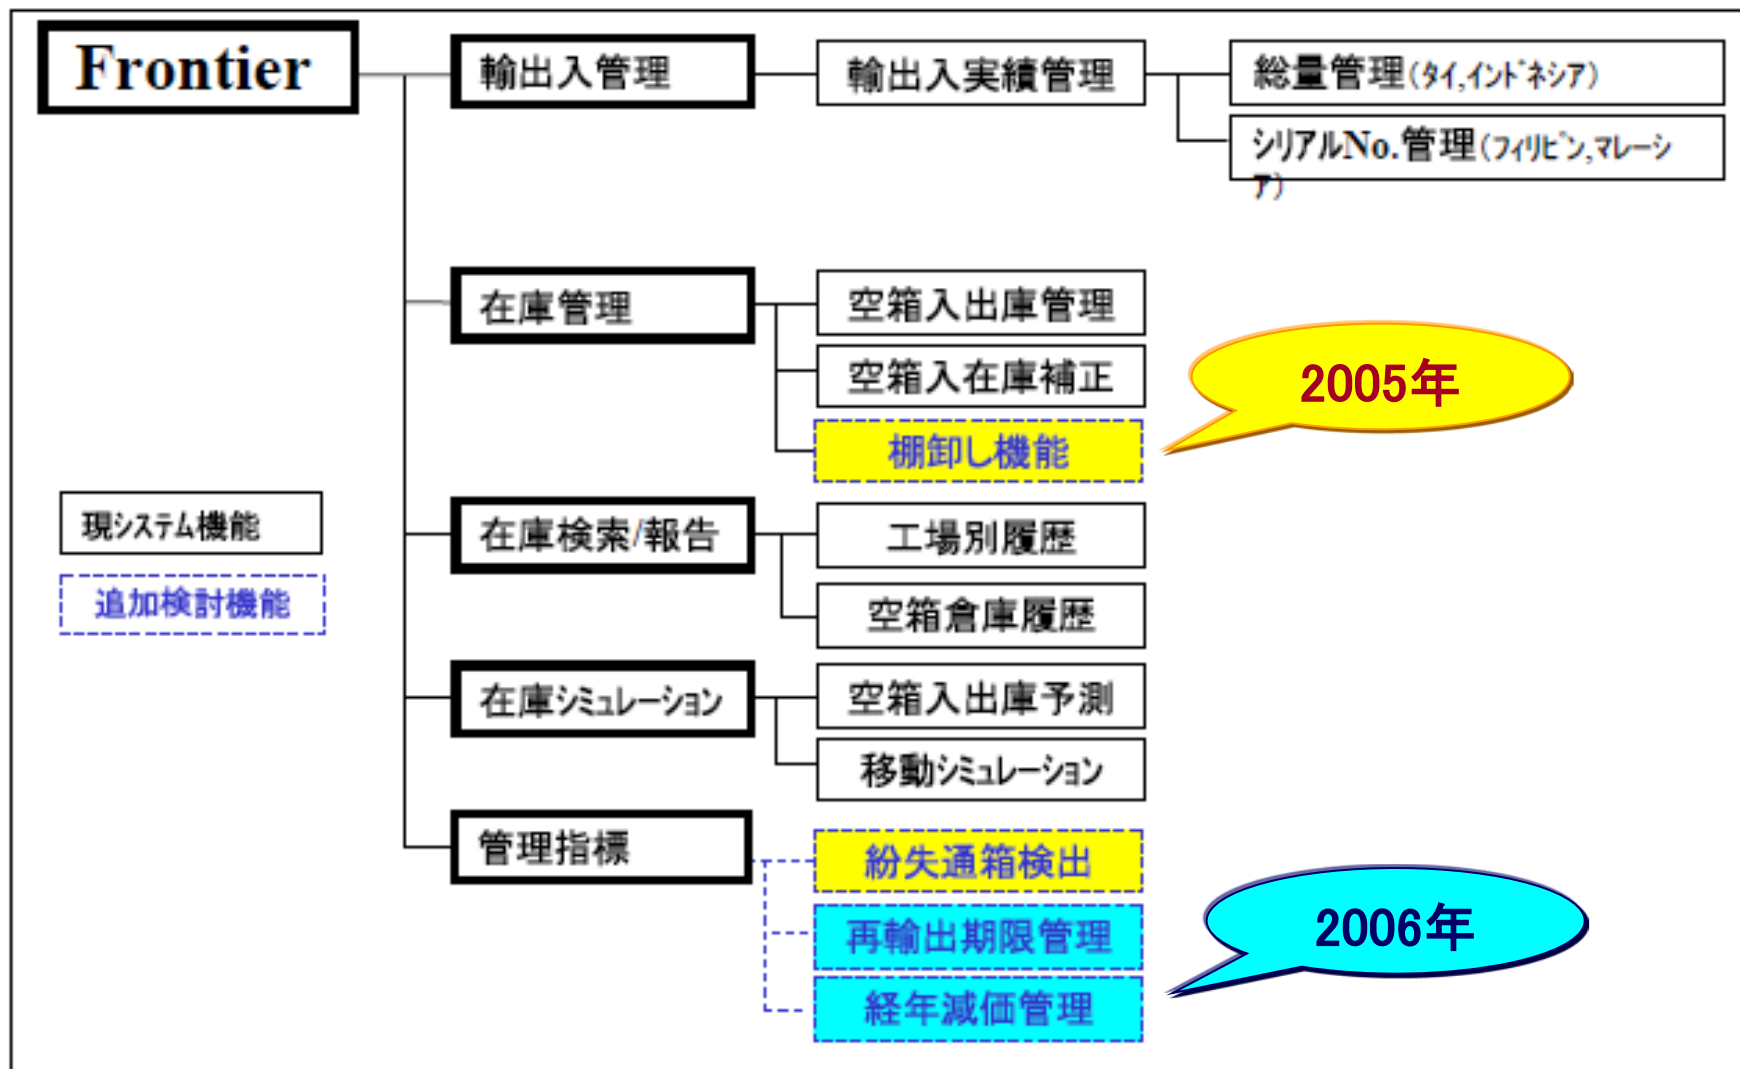 Frontier
輸出入管理
輸出入実績管理
総量管理(タイ,インドネシア)
シリアルNo.管理(フィリピン,マレーシ
ア)
在庫管理
空箱入出庫管理
空箱入在庫補正
棚卸し機能
2005年
現システム機能
追加検討機能
在庫検索/報告
工場別履歴
空箱倉庫履歴
在庫シミュレーション
空箱入出庫予測
移動シミュレーション
管理指標
紛失通箱検出
再輸出期限管理
経年減価管理
2006年